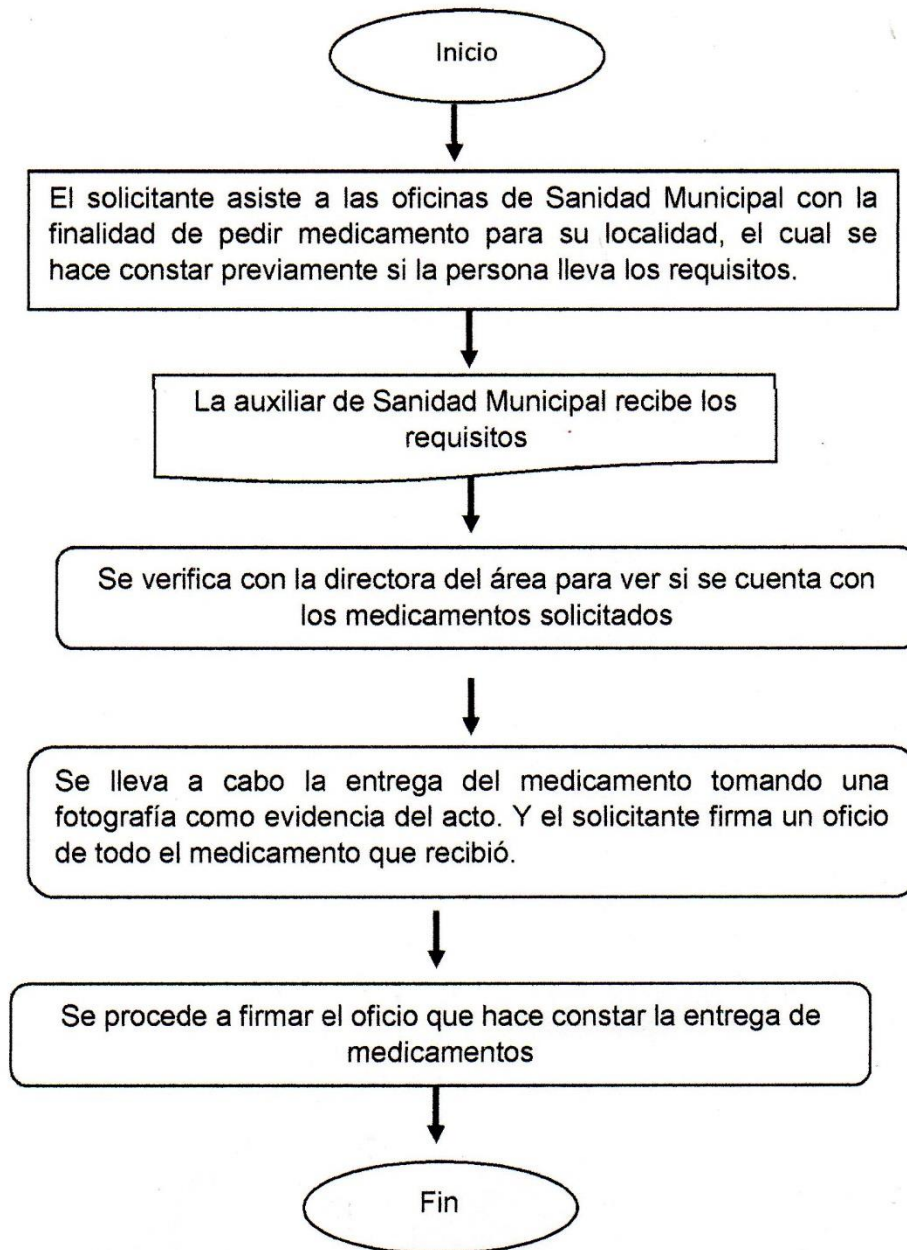 Inicio
El solicitante asiste a las oficinas de Sanidad Municipal con la
finalidad de pedir medicamento para su localidad, el cual se
hace constar previamente si la persona lleva los requisitos.
La auxiliar de Sanidad Municipal recibe los
requisitos
Se verifica con la directora del área para ver si se cuenta con
los medicamentos solicitados
Se lleva a cabo la entrega del medicamento tomando una
fotografía como evidencia del acto. Y el solicitante firma un oficio
de todo el medicamento que recibió.
Se procede a firmar el oficio que hace constar la entrega de
medicamentos
Fin